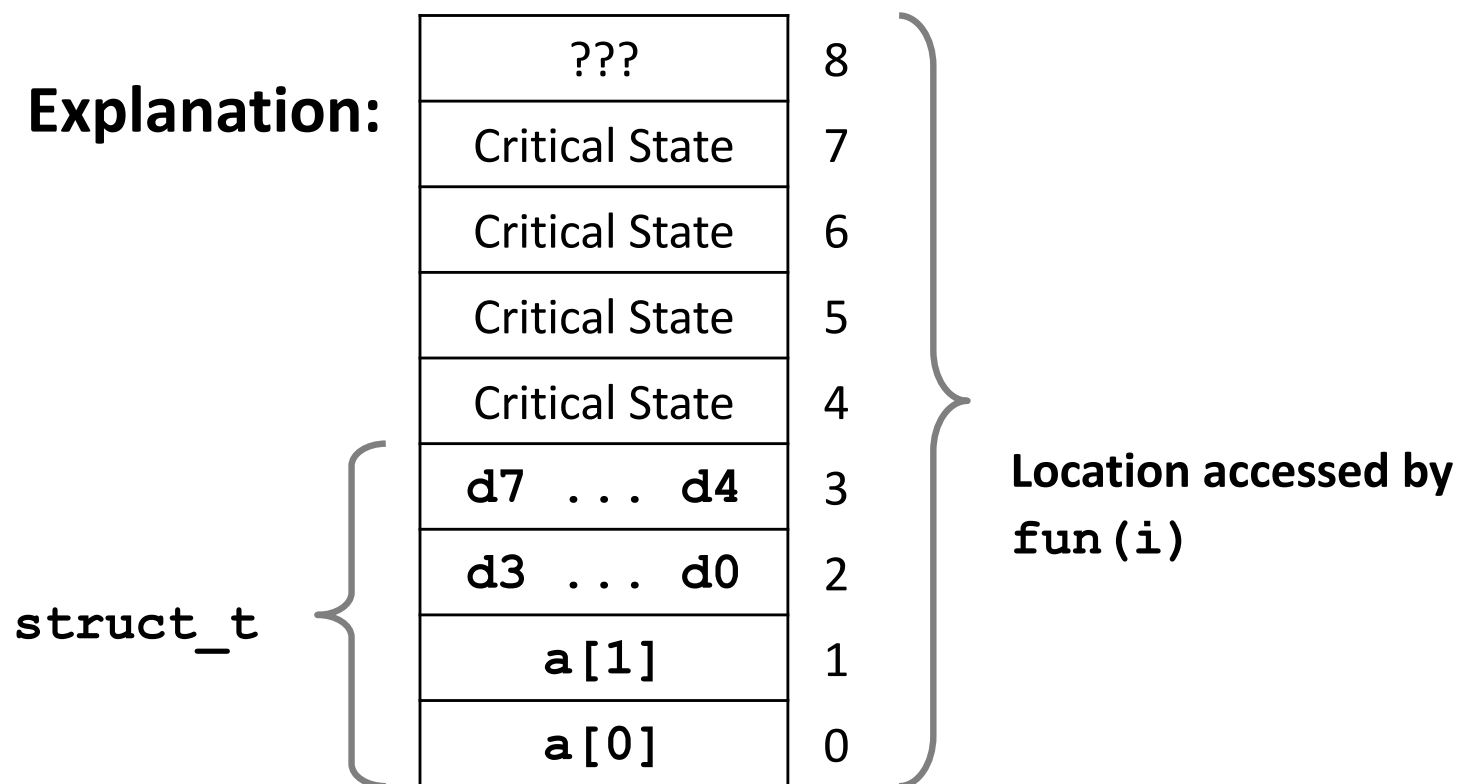 Explanation:
??? 8
Critical State 7
Critical State 6
Critical State 5
Critical State 4
d7 ... d4 3
d3 ... d0 2
a[1] 1
a[0] 0
struct_t
Location accessed by
fun(i)